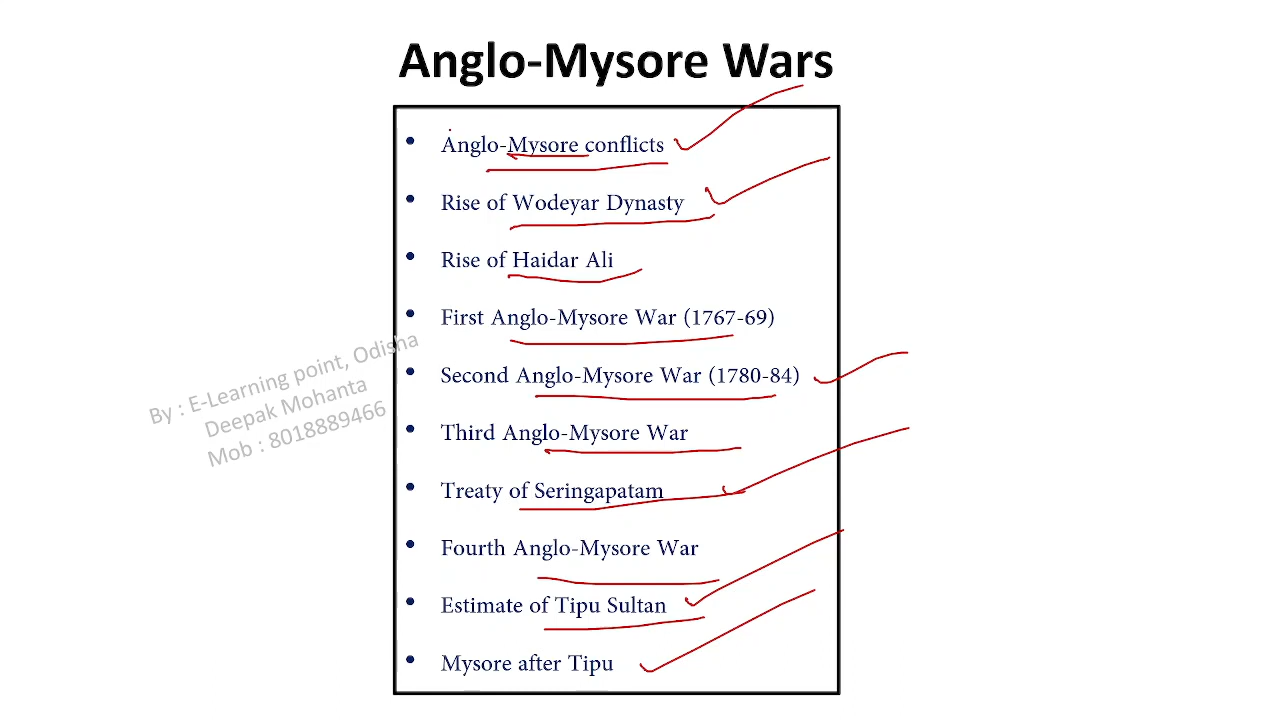 Anglo-Mysore Wars
• Anglo-Mysore conflicts
• Rise of Wodeyar Dynasty
• Rise of Haidar Ali
• First Anglo-Mysore War (1767-69)
• Second Anglo-Mysore War (1780-84)
• Third Anglo-Mysore War
• Treaty of Seringapatam
• Fourth Anglo-Mysore War
• Estimate of Tipu Sultan
• Mysore after Tipu
By : E-Learning point, Odisha
Deepak Mohanta
Mob : 8018889466